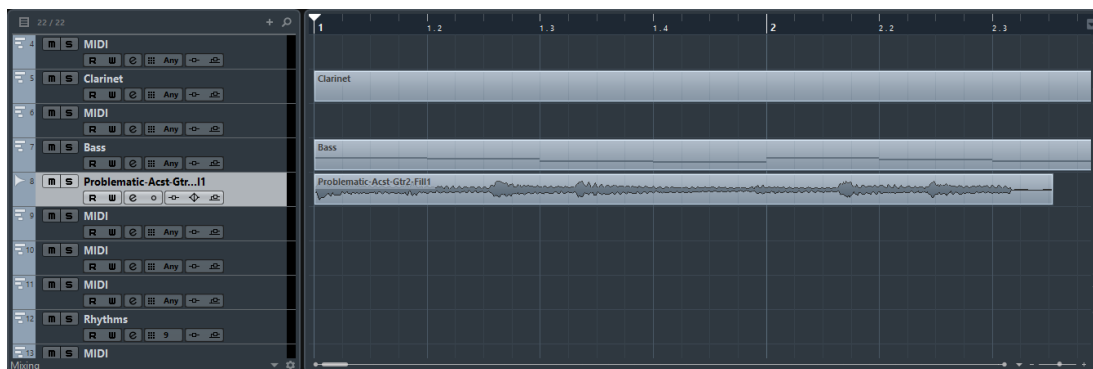 22 / 22 +
1 1.2 1.3 1.4 2 2.2 2.3
4 m S MIDI
R W e Any
5 m S Clarinet
R W e Any
Clarinet
6 m S MIDI
R W e Any
7 m S Bass
R W e Any
Bass
8 m S Problematic-Acst-Gtr...l1
R W e
Problematic-Acst-Gtr2-Fill1
9 m S MIDI
R W e Any
10 m S MIDI
R W e Any
11 m S MIDI
R W e Any
12 m S Rhythms
R W e 9
13 m S MIDI
Mixing